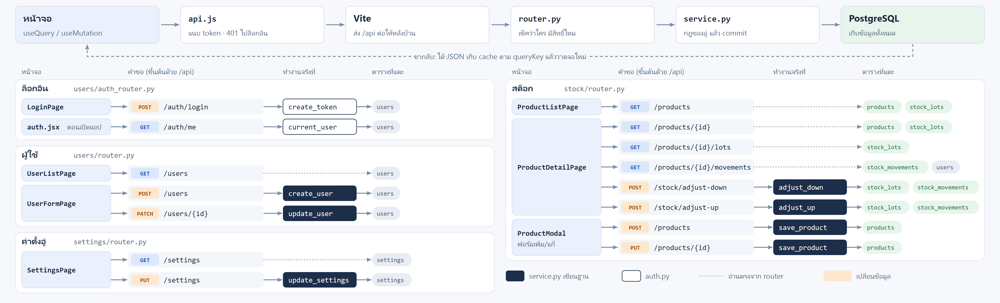 หน้าจอ
useQuery / useMutation
api.js
แนบ token · 401 ไปล็อกอิน
Vite
ส่ง /api ต่อให้หลังบ้าน
router.py
เช็คว่าใคร มีสิทธิ์ไหม
service.py
กฎของอู่ แล้ว commit
PostgreSQL
เก็บข้อมูลทั้งหมด
ขากลับ: ได้ JSON เก็บ cache ตาม queryKey แล้ววาดจอใหม่
หน้าจอ คำขอ (ขึ้นต้นด้วย /api) ทำงานจริงที่ ตารางที่แตะ
ล็อกอิน users/auth_router.py
LoginPage POST /auth/login create_token users
auth.jsx ตอนเปิดแอป GET /auth/me current_user users
ผู้ใช้ users/router.py
UserListPage GET /users users
UserFormPage
POST /users create_user users
PATCH /users/{id} update_user users
ค่าตั้งอู่ settings/router.py
SettingsPage
GET /settings settings
PUT /settings update_settings settings
หน้าจอ คำขอ (ขึ้นต้นด้วย /api) ทำงานจริงที่ ตารางที่แตะ
สต็อก stock/router.py
ProductListPage GET /products products stock_lots
ProductDetailPage
GET /products/{id} products stock_lots
GET /products/{id}/lots stock_lots
GET /products/{id}/movements stock_movements users
POST /stock/adjust-down adjust_down stock_lots stock_movements
POST /stock/adjust-up adjust_up stock_lots stock_movements
ProductModal
ฟอร์มเพิ่ม/แก้
POST /products save_product products
PUT /products/{id} save_product products
service.py เขียนฐาน auth.py อ่านตรงจาก router เปลี่ยนข้อมูล